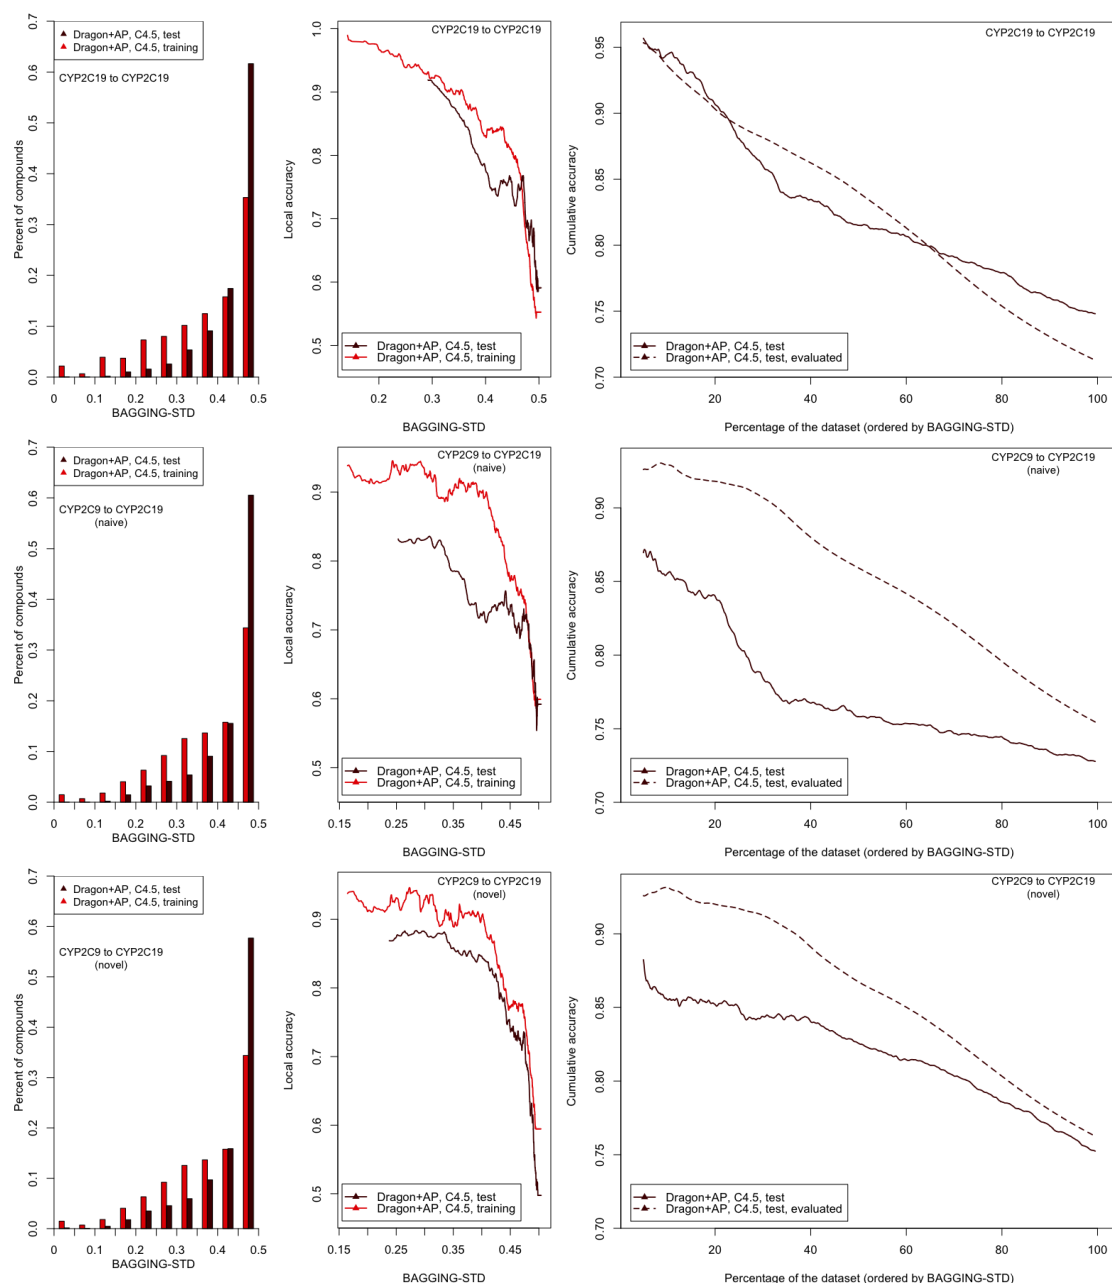 Dragon+AP, C4.5, test
Dragon+AP, C4.5, training
CYP2C19 to CYP2C19
Percent of compounds
0.0 0.1 0.2 0.3 0.4 0.5 0.6 0.7
0 0.1 0.2 0.3 0.4 0.5
BAGGING-STD
CYP2C19 to CYP2C19
Local accuracy
0.5 0.6 0.7 0.8 0.9 1.0
Dragon+AP, C4.5, test
Dragon+AP, C4.5, training
0.2 0.3 0.4 0.5
BAGGING-STD
CYP2C19 to CYP2C19
Cumulative accuracy
0.70 0.75 0.80 0.85 0.90 0.95
Dragon+AP, C4.5, test
Dragon+AP, C4.5, test, evaluated
20 40 60 80 100
Percentage of the dataset (ordered by BAGGING-STD)
Dragon+AP, C4.5, test
Dragon+AP, C4.5, training
CYP2C9 to CYP2C19
(naive)
Percent of compounds
0.0 0.1 0.2 0.3 0.4 0.5 0.6 0.7
0 0.1 0.2 0.3 0.4 0.5
BAGGING-STD
CYP2C9 to CYP2C19
(naive)
Local accuracy
0.5 0.6 0.7 0.8 0.9
Dragon+AP, C4.5, test
Dragon+AP, C4.5, training
0.15 0.25 0.35 0.45
BAGGING-STD
CYP2C9 to CYP2C19
(naive)
Cumulative accuracy
0.70 0.75 0.80 0.85 0.90
Dragon+AP, C4.5, test
Dragon+AP, C4.5, test, evaluated
20 40 60 80 100
Percentage of the dataset (ordered by BAGGING-STD)
Dragon+AP, C4.5, test
Dragon+AP, C4.5, training
CYP2C9 to CYP2C19
(novel)
Percent of compounds
0.0 0.1 0.2 0.3 0.4 0.5 0.6 0.7
0 0.1 0.2 0.3 0.4 0.5
BAGGING-STD
CYP2C9 to CYP2C19
(novel)
Local accuracy
0.5 0.6 0.7 0.8 0.9
Dragon+AP, C4.5, test
Dragon+AP, C4.5, training
0.15 0.25 0.35 0.45
BAGGING-STD
CYP2C9 to CYP2C19
(novel)
Cumulative accuracy
0.70 0.75 0.80 0.85 0.90
Dragon+AP, C4.5, test
Dragon+AP, C4.5, test, evaluated
20 40 60 80 100
Percentage of the dataset (ordered by BAGGING-STD)